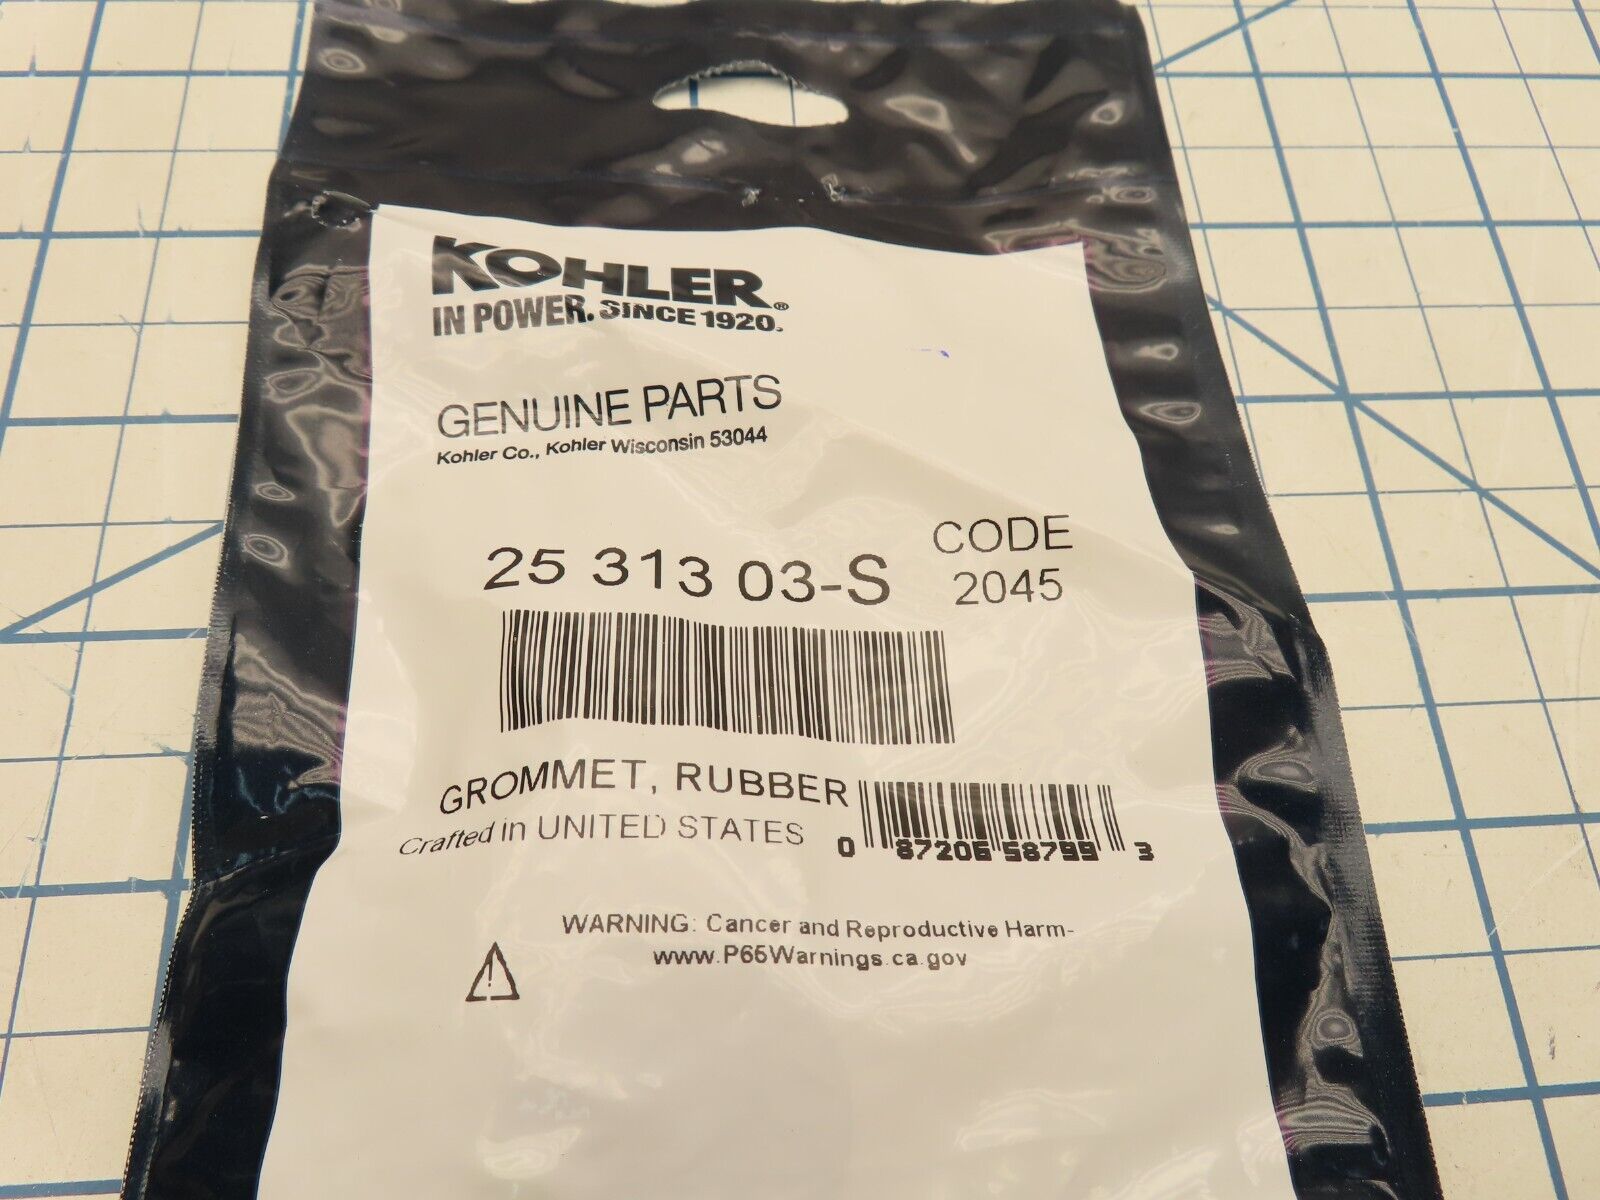 KOHLER®
IN POWER. SINCE 1920.
GENUINE PARTS
Kohler Co., Kohler Wisconsin 53044
25 313 03-S
CODE
2045
GROMMET, RUBBER
Crafted in UNITED STATES
0 87206 58799 3
WARNING: Cancer and Reproductive Harm-
www.P65Warnings.ca.gov